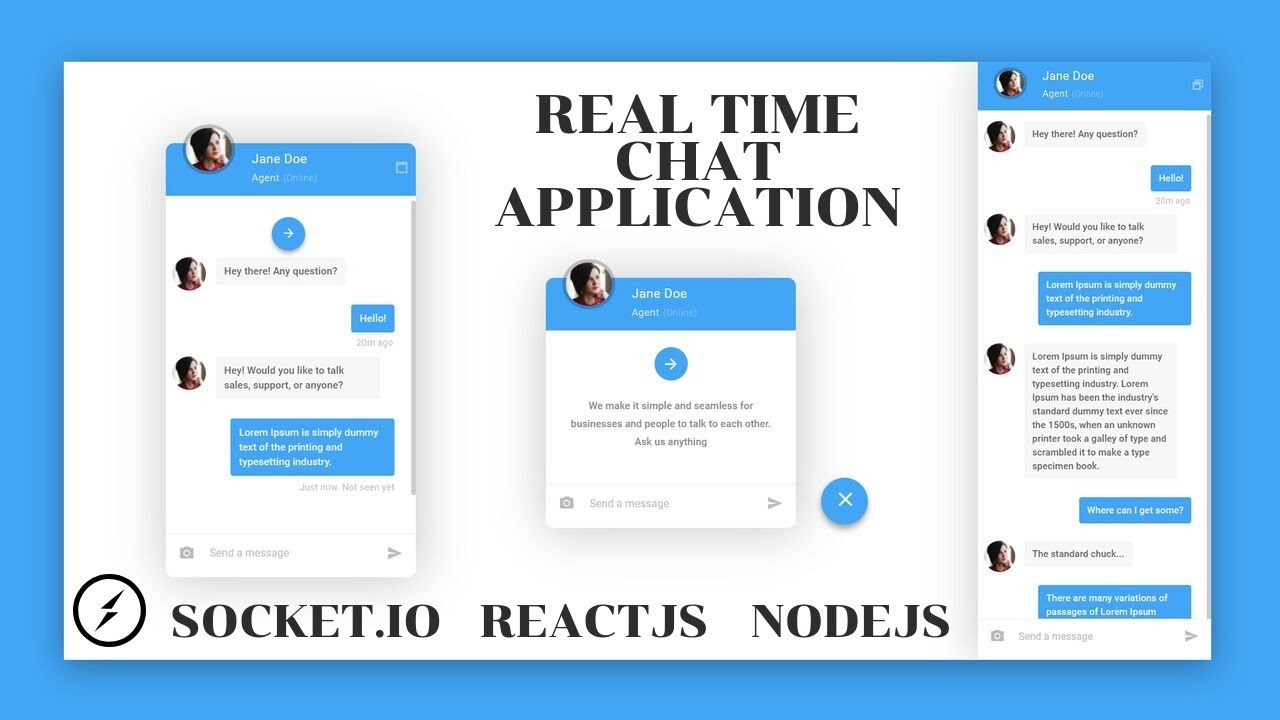 REAL TIME
CHAT
APPLICATION
Jane Doe
Agent (Online)
Hey there! Any question?
Hello!
20m ago
Hey! Would you like to talk
sales, support, or anyone?
Lorem Ipsum is simply dummy
text of the printing and
typesetting industry.
Just now. Not seen yet
Send a message
Jane Doe
Agent (Online)
We make it simple and seamless for
businesses and people to talk to each other.
Ask us anything
Send a message
Jane Doe
Agent (Online)
Hey there! Any question?
Hello!
20m ago
Hey! Would you like to talk
sales, support, or anyone?
Lorem Ipsum is simply dummy
text of the printing and
typesetting industry.
Lorem Ipsum is simply dummy
text of the printing and
typesetting industry. Lorem
Ipsum has been the industry's
standard dummy text ever since
the 1500s, when an unknown
printer took a galley of type and
scrambled it to make a type
specimen book.
Where can I get some?
The standard chuck...
There are many variations of
passages of Lorem Ipsum
Send a message
SOCKET.IO REACTJS NODEJS